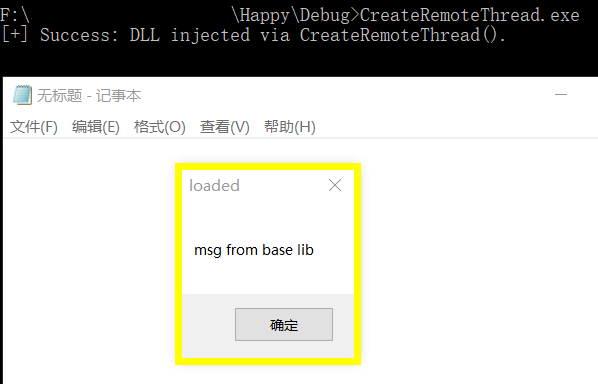 F:\ \Happy\Debug>CreateRemoteThread.exe
[+] Success: DLL injected via CreateRemoteThread().
无标题 - 记事本
文件(F) 编辑(E) 格式(O) 查看(V) 帮助(H)
loaded
msg from base lib
确定